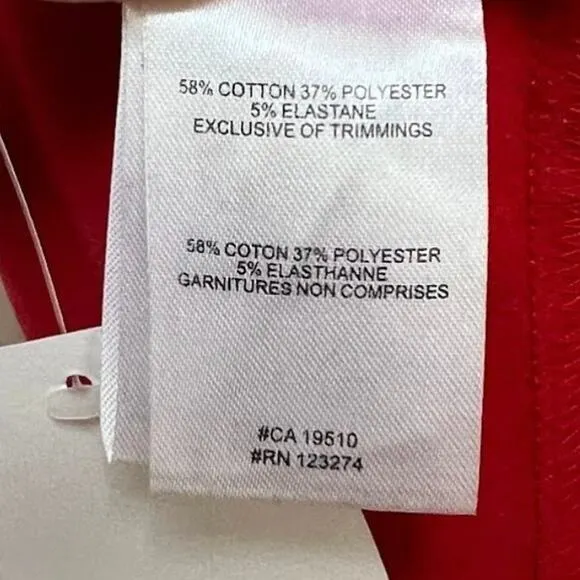 58% COTTON 37% POLYESTER
5% ELASTANE
EXCLUSIVE OF TRIMMINGS
58% COTON 37% POLYESTER
5% ELASTHANNE
GARNITURES NON COMPRISES
#CA 19510
#RN 123274